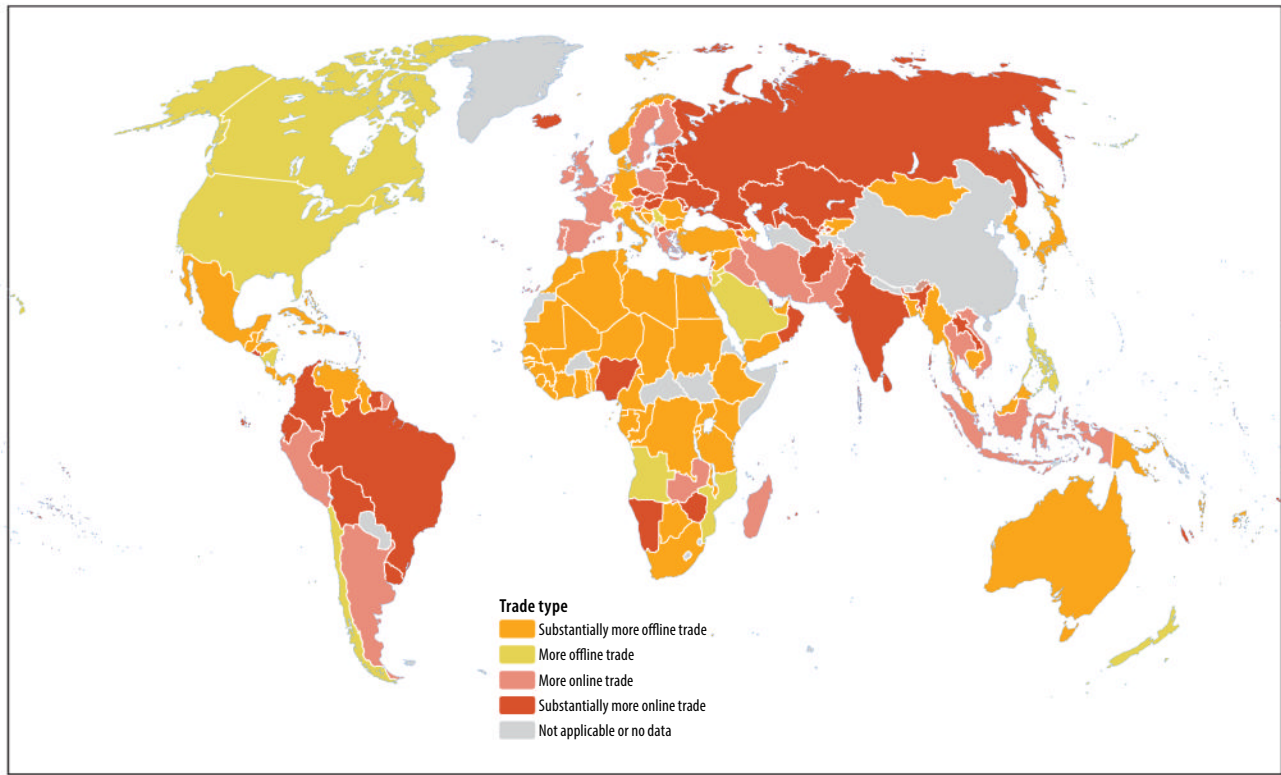 Trade type
Substantially more offline trade
More offline trade
More online trade
Substantially more online trade
Not applicable or no data